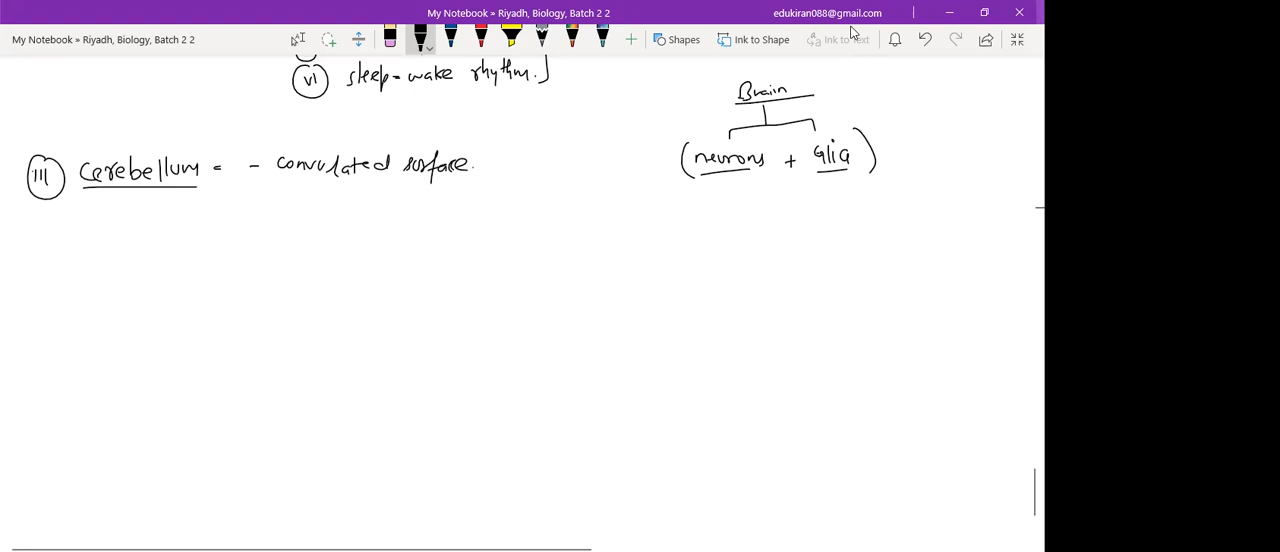 My Notebook » Riyadh, Biology, Batch 2 2
edukiran088@gmail.com
My Notebook » Riyadh, Biology, Batch 2 2
Shapes
Ink to Shape
Ink to Text
vi sleep-wake rhythm.]
Brain
(neurons + Glia)
III Cerebellum = - convulated surface.